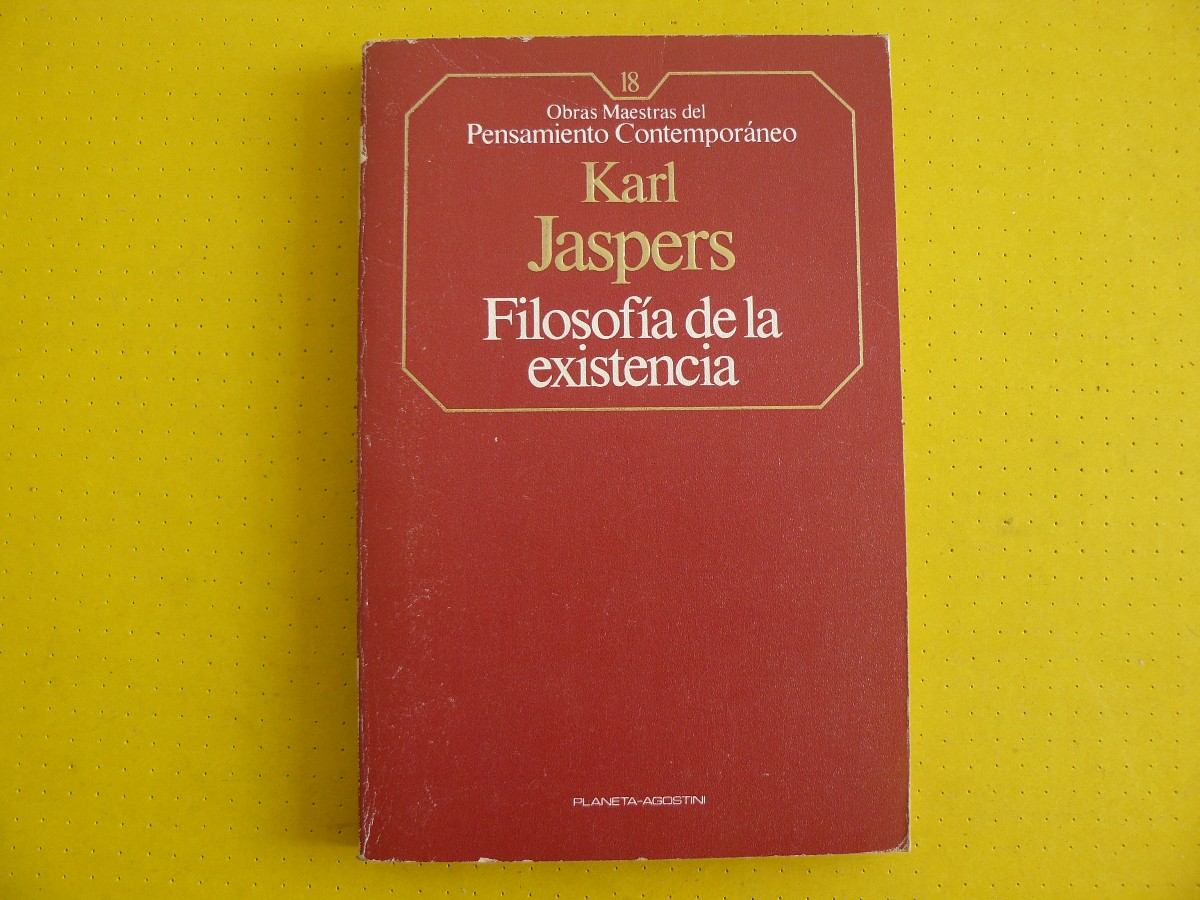 18
Obras Maestras del
Pensamiento Contemporáneo
Karl
Jaspers
Filosofía de la
existencia
PLANETA-AGOSTINI